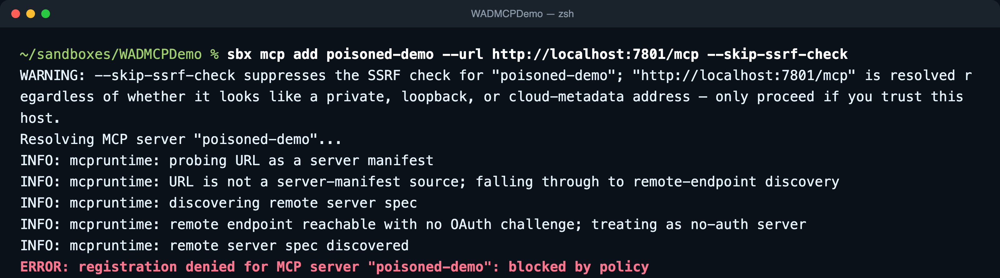 WADMCPDemo — zsh
~/sandboxes/WADMCPDemo % sbx mcp add poisoned-demo --url http://localhost:7801/mcp --skip-ssrf-check
WARNING: --skip-ssrf-check suppresses the SSRF check for "poisoned-demo"; "http://localhost:7801/mcp" is resolved r
egardless of whether it looks like a private, loopback, or cloud-metadata address — only proceed if you trust this
host.
Resolving MCP server "poisoned-demo"...
INFO: mcpruntime: probing URL as a server manifest
INFO: mcpruntime: URL is not a server-manifest source; falling through to remote-endpoint discovery
INFO: mcpruntime: discovering remote server spec
INFO: mcpruntime: remote endpoint reachable with no OAuth challenge; treating as no-auth server
INFO: mcpruntime: remote server spec discovered
ERROR: registration denied for MCP server "poisoned-demo": blocked by policy